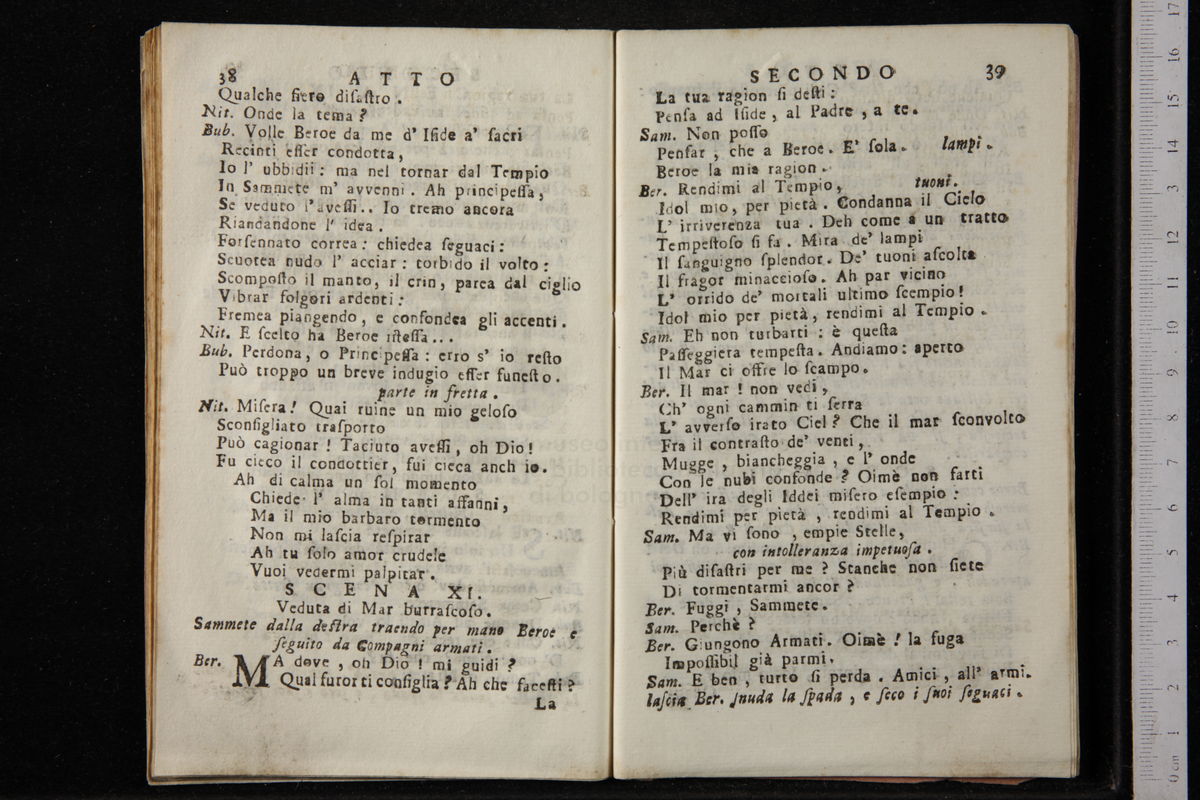 38 ATTO
Qualche fiero disastro.
Nit. Onde la tema?
Bub. Volle Beroe da me d' Iside a' sacri
Recinti esser condotta,
Io l' ubbidii: ma nel tornar dal Tempio
In Sammete m' avvenni. Ah principessa,
Se veduto l'avessi.. Io tremo ancora
Riandandone l' idea.
Forsennato correa: chiedea seguaci:
Scuotea nudo l' acciar: torbido il volto:
Scomposto il manto, il crin, parea dal ciglio
Vibrar folgori ardenti:
Fremea piangendo, e confondea gli accenti.
Nit. E scelto ha Beroe istessa...
Bub. Perdona, o Principessa: erro s' io resto
Può troppo un breve indugio esser funesto.
parte in fretta.
Nit. Misera! Quai ruine un mio geloso
Sconsigliato trasporto
Può cagionar! Taciuto avessi, oh Dio!
Fu cieco il condottier, fui cieca anch io.
Ah di calma un sol momento
Chiede l' alma in tanti affanni,
Ma il mio barbaro tormento
Non mi lascia respirar
Ah tu solo amor crudele
Vuoi vedermi palpitar.
SCENA XI.
Veduta di Mar burrascoso.
Sammete dalla destra traendo per mano Beroe e
seguito da Compagni armati.
Ber. MA dove, oh Dio! mi guidi?
Qual furor ti consiglia? Ah che facesti?
La
SECONDO 39
La tua ragion si desti:
Pensa ad Iside, al Padre, a te.
Sam. Non posso
Pensar, che a Beroe. E' sola. lampi.
Beroe la mia ragion.
Ber. Rendimi al Tempio, tuoni.
Idol mio, per pietà. Condanna il Cielo
L' irriverenza tua. Deh come a un tratto
Tempestoso si fa. Mira de' lampi
Il sanguigno splendor. De' tuoni ascolta
Il fragor minaccioso. Ah par vicino
L' orrido de' mortali ultimo scempio!
Idol mio per pietà, rendimi al Tempio.
Sam. Eh non turbarti: è questa
Passeggiera tempesta. Andiamo: aperto
Il Mar ci offre lo scampo.
Ber. Il mar! non vedi,
Ch' ogni cammin ti serra
L' avverso irato Ciel? Che il mar sconvolto
Fra il contrasto de' venti,
Mugge, biancheggia, e l' onde
Con le nubi confonde? Oimè non farti
Dell' ira degli Iddei misero esempio:
Rendimi per pietà, rendimi al Tempio.
Sam. Ma vi sono, empie Stelle,
con intolleranza impetuosa.
Più disastri per me? Stanche non siete
Di tormentarmi ancor?
Ber. Fuggi, Sammete.
Sam. Perchè?
Ber. Giungono Armati. Oimè! la fuga
Impossibil già parmi.
Sam. E ben, tutto si perda. Amici, all' armi.
lascia Ber. snuda la spada, e seco i suoi seguaci.